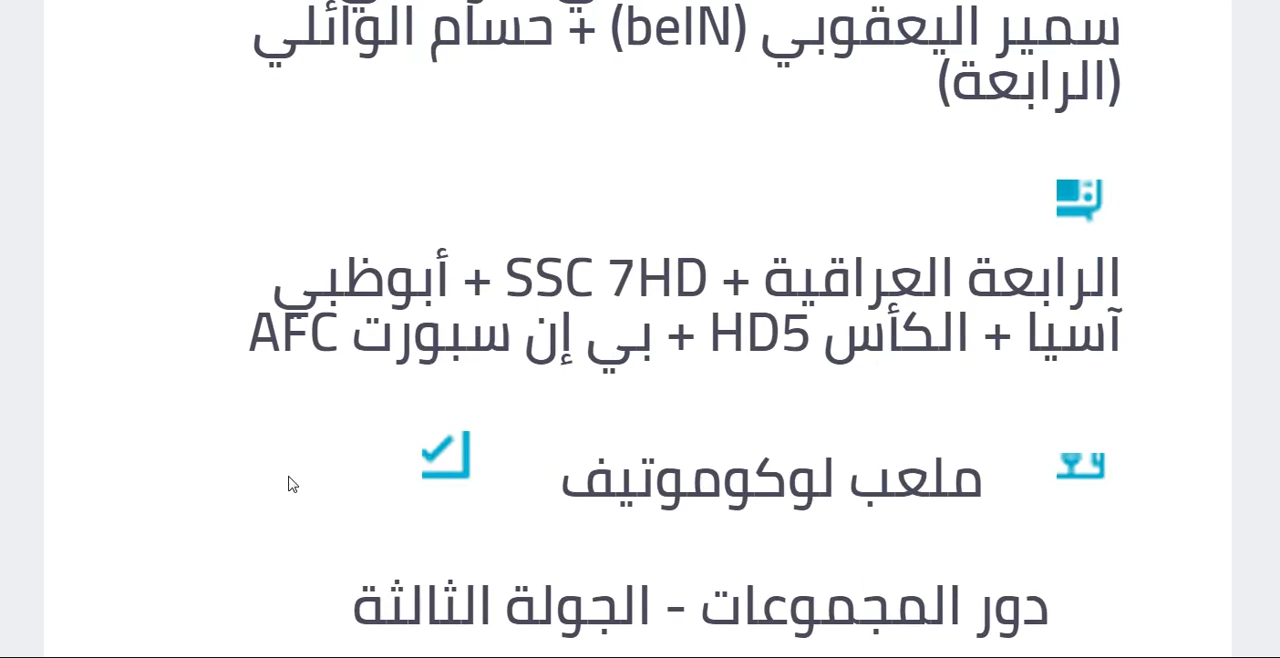 سمير اليعقوبي (beIN) + حسام الوائلي
(الرابعة)
الرابعة العراقية + SSC 7HD + أبوظبي
آسيا + الكأس HD5 + بي إن سبورت AFC
ملعب لوكوموتيف
دور المجموعات - الجولة الثالثة